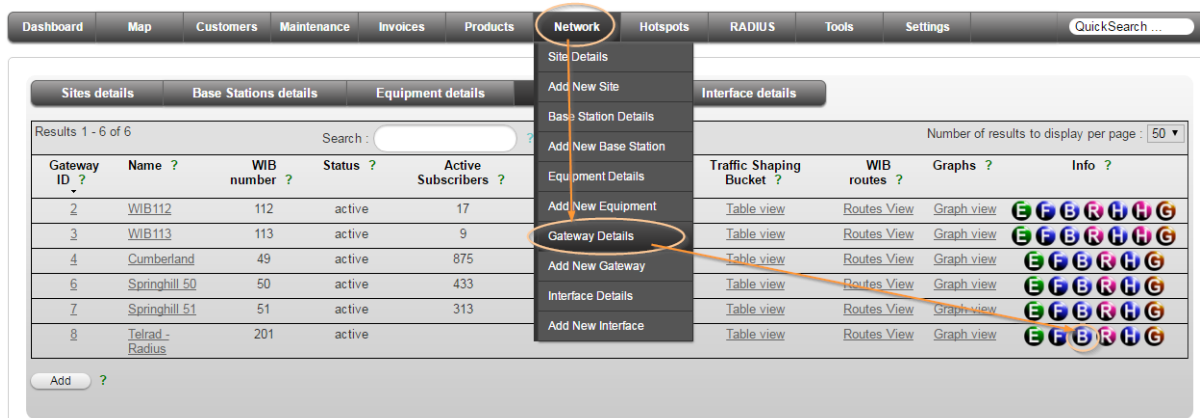 Dashboard Map Customers Maintenance Invoices Products Network Hotspots RADIUS Tools Settings QuickSearch ...
Site Details
Add New Site
Base Station Details
Add New Base Station
Equipment Details
Add New Equipment
Gateway Details
Add New Gateway
Interface Details
Add New Interface
Sites details Base Stations details Equipment details Interface details
Results 1 - 6 of 6 Search : ? Number of results to display per page : 50
Gateway ID ? Name ? WIB number ? Status ? Active Subscribers ? Traffic Shaping Bucket ? WIB routes ? Graphs ? Info ?
2 WIB112 112 active 17 Table view Routes View Graph view E F B R H H G
3 WIB113 113 active 9 Table view Routes View Graph view E F B R H H G
4 Cumberland 49 active 875 Table view Routes View Graph view E F B R H G
6 Springhill 50 50 active 433 Table view Routes View Graph view E F B R H G
7 Springhill 51 51 active 313 Table view Routes View Graph view E F B R H G
8 Telrad - Radius 201 active Table view Routes View Graph view E F B R H G
Add ?